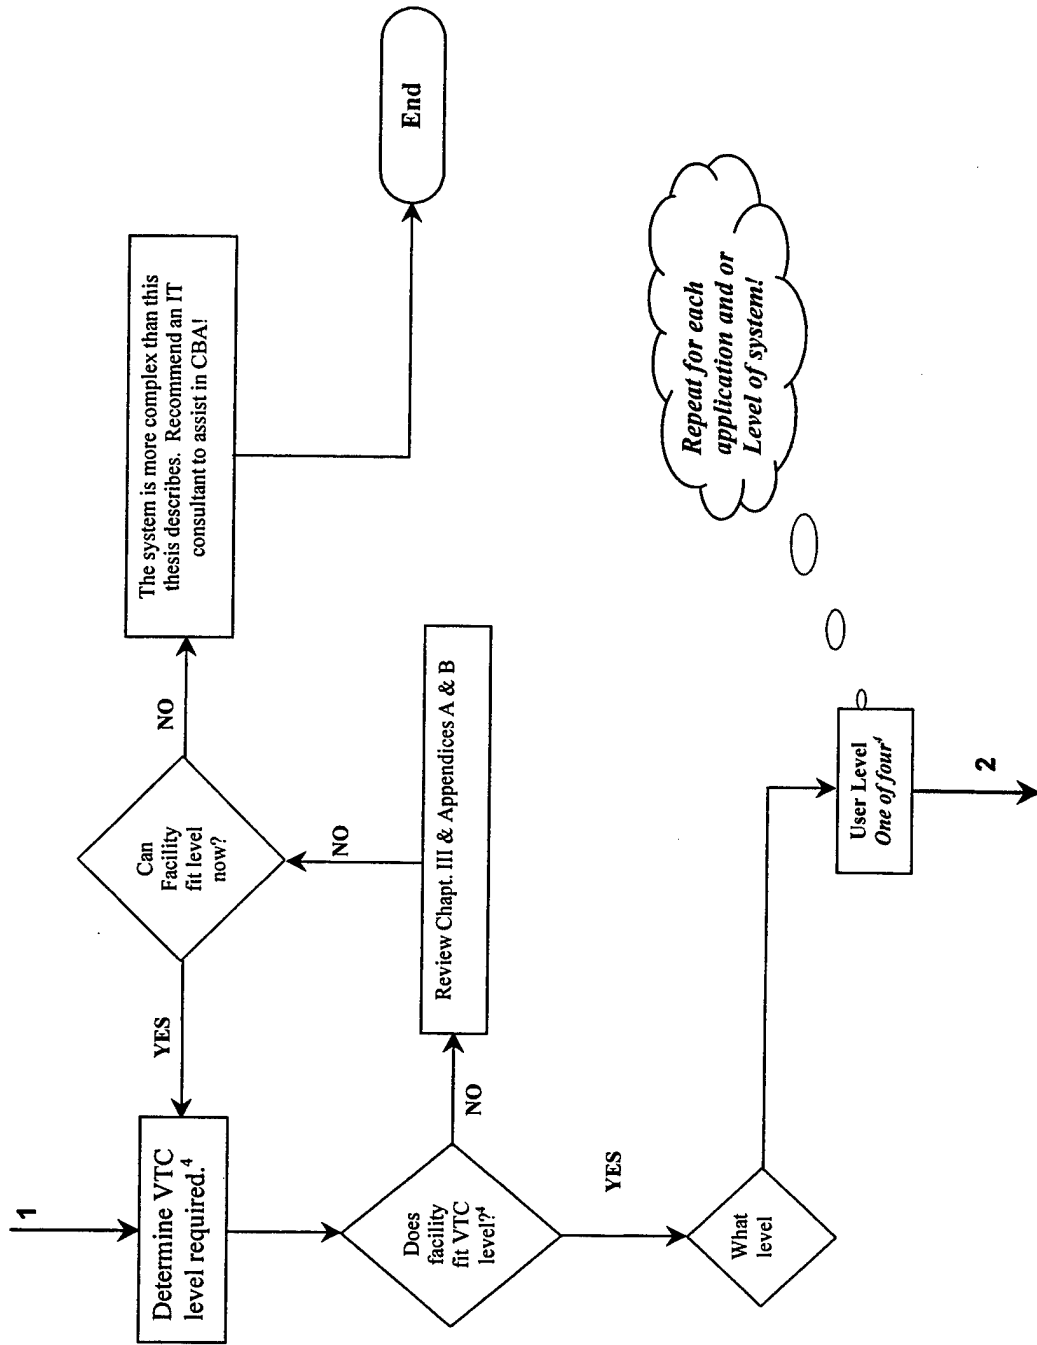 1
Determine VTC
level required.4
YES
Can
Facility
fit level
now?
NO
The system is more complex than this
thesis describes. Recommend an IT
consultant to assist in CBA!
End
Does
facility
fit VTC
level?4
NO
Review Chapt. III & Appendices A & B
NO
YES
What
level
User Level
One of four4
2
Repeat for each
application and or
Level of system!